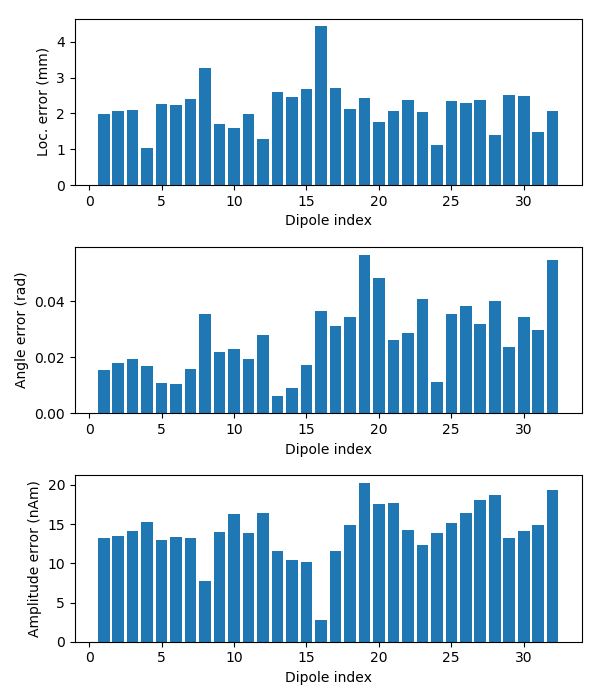 4
3
2
1
0
Loc. error (mm)
0 5 10 15 20 25 30
Dipole index
0.04
0.02
0.00
Angle error (rad)
0 5 10 15 20 25 30
Dipole index
20
15
10
5
0
Amplitude error (nAm)
0 5 10 15 20 25 30
Dipole index